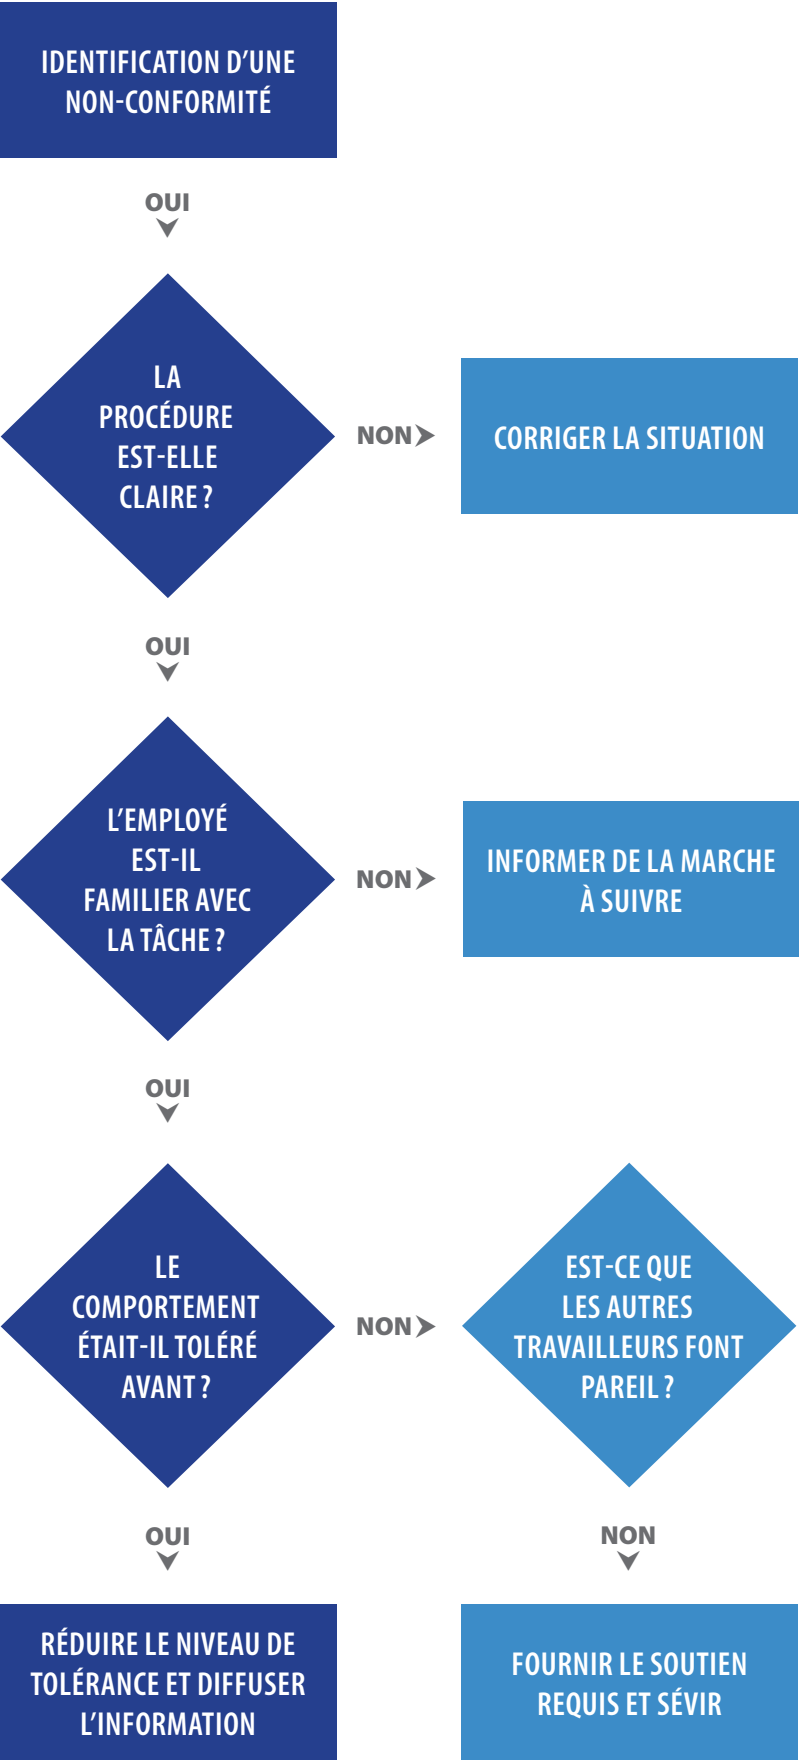 IDENTIFICATION D’UNE
NON-CONFORMITÉ
OUI
LA
PROCÉDURE
EST-ELLE
CLAIRE ?
NON
CORRIGER LA SITUATION
OUI
L’EMPLOYÉ
EST-IL
FAMILIER AVEC
LA TÂCHE ?
NON
INFORMER DE LA MARCHE
À SUIVRE
OUI
LE
COMPORTEMENT
ÉTAIT-IL TOLÉRÉ
AVANT ?
NON
EST-CE QUE
LES AUTRES
TRAVAILLEURS FONT
PAREIL ?
OUI
RÉDUIRE LE NIVEAU DE
TOLÉRANCE ET DIFFUSER
L’INFORMATION
NON
FOURNIR LE SOUTIEN
REQUIS ET SÉVIR